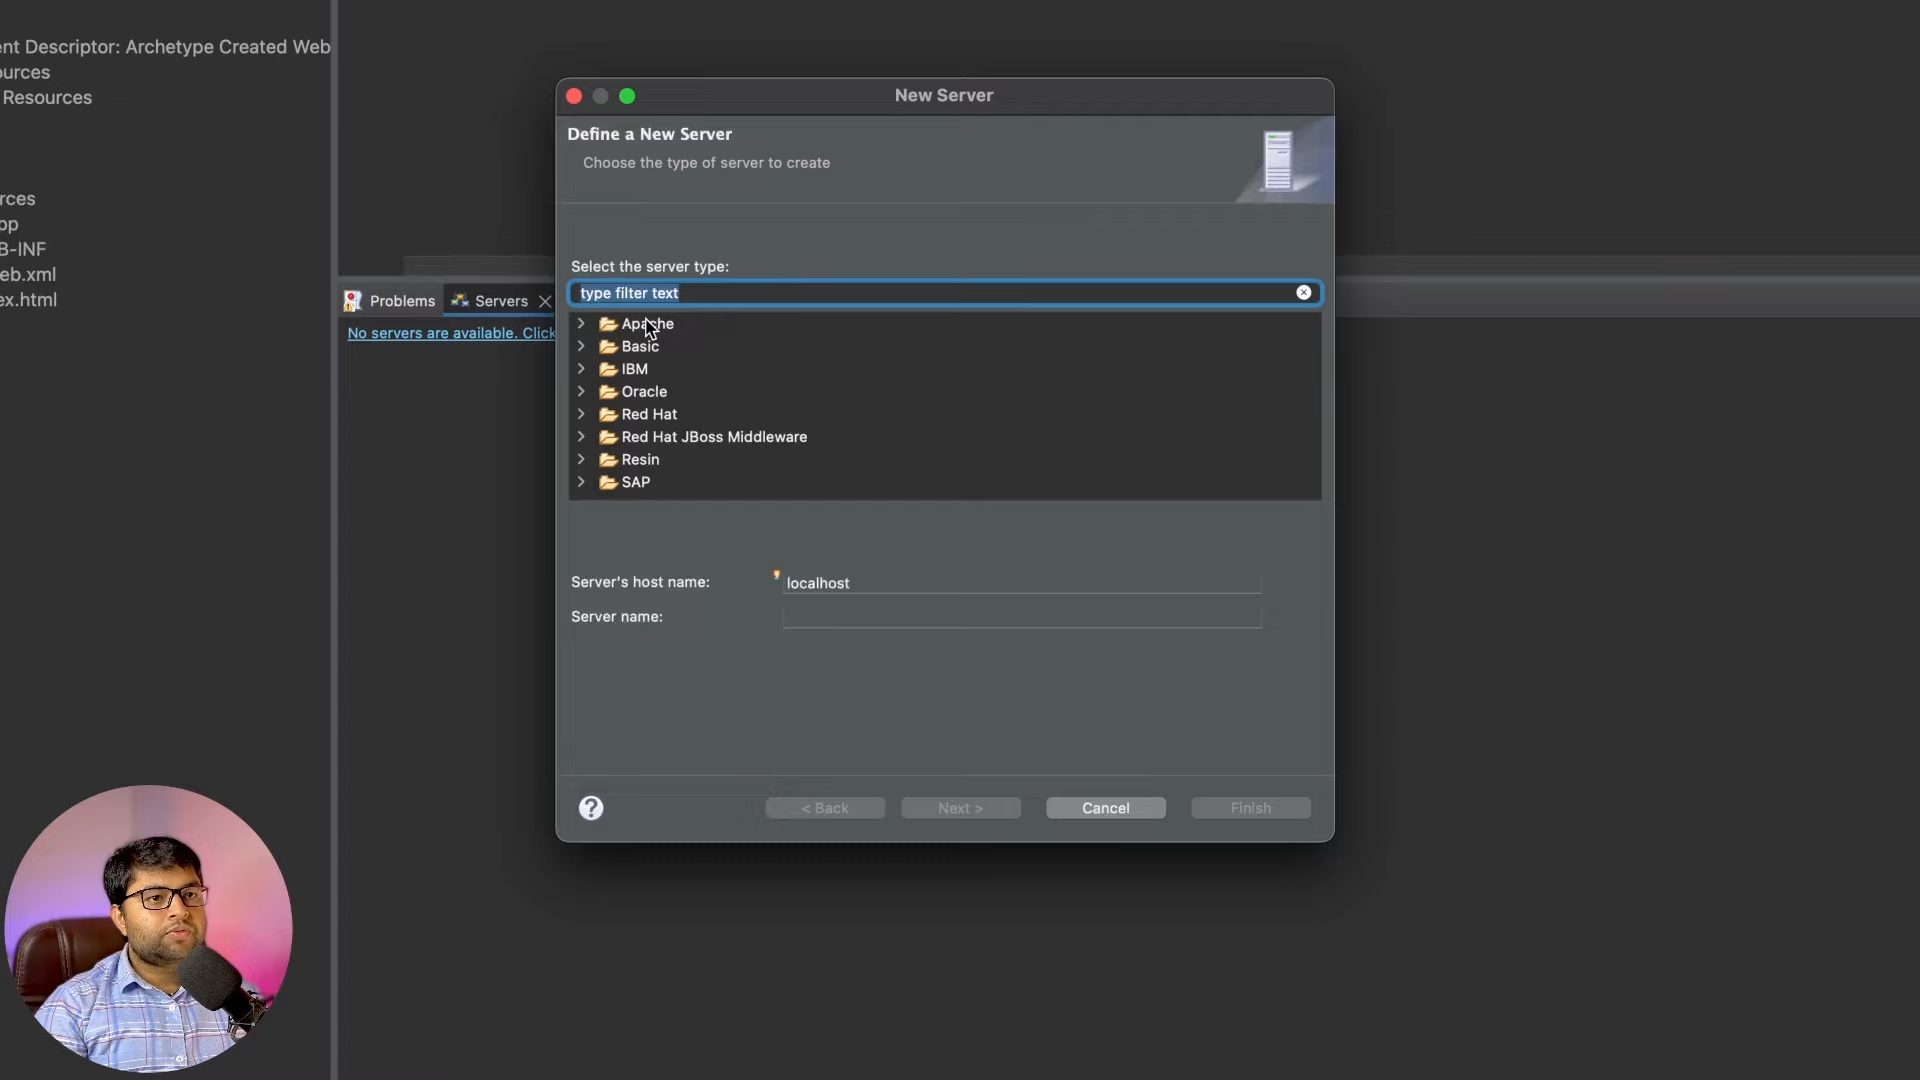 ent Descriptor: Archetype Created Web
ources
Resources
rces
pp
B-INF
eb.xml
ex.html
Problems
Servers
No servers are available. Click
New Server
Define a New Server
Choose the type of server to create
Select the server type:
type filter text
Apache
Basic
IBM
Oracle
Red Hat
Red Hat JBoss Middleware
Resin
SAP
Server's host name:
localhost
Server name:
?
< Back
Next >
Cancel
Finish